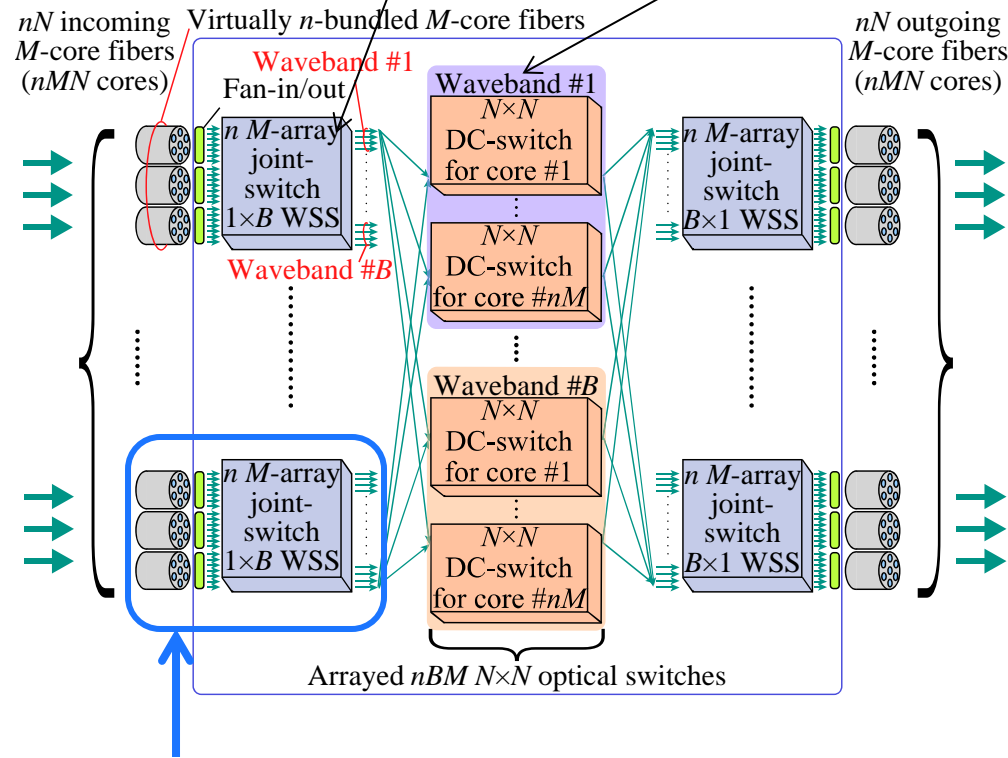 nN incoming
M-core fibers
(nMN cores)
Virtually n-bundled M-core fibers
nN outgoing
M-core fibers
(nMN cores)
Waveband #1
Fan-in/out
n M-array
joint-
switch
1×B WSS
Waveband #B
Waveband #1
N×N
DC-switch
for core #1
N×N
DC-switch
for core #nM
n M-array
joint-
switch
B×1 WSS
Waveband #B
N×N
DC-switch
for core #1
N×N
DC-switch
for core #nM
n M-array
joint-
switch
1×B WSS
n M-array
joint-
switch
B×1 WSS
Arrayed nBM N×N optical switches